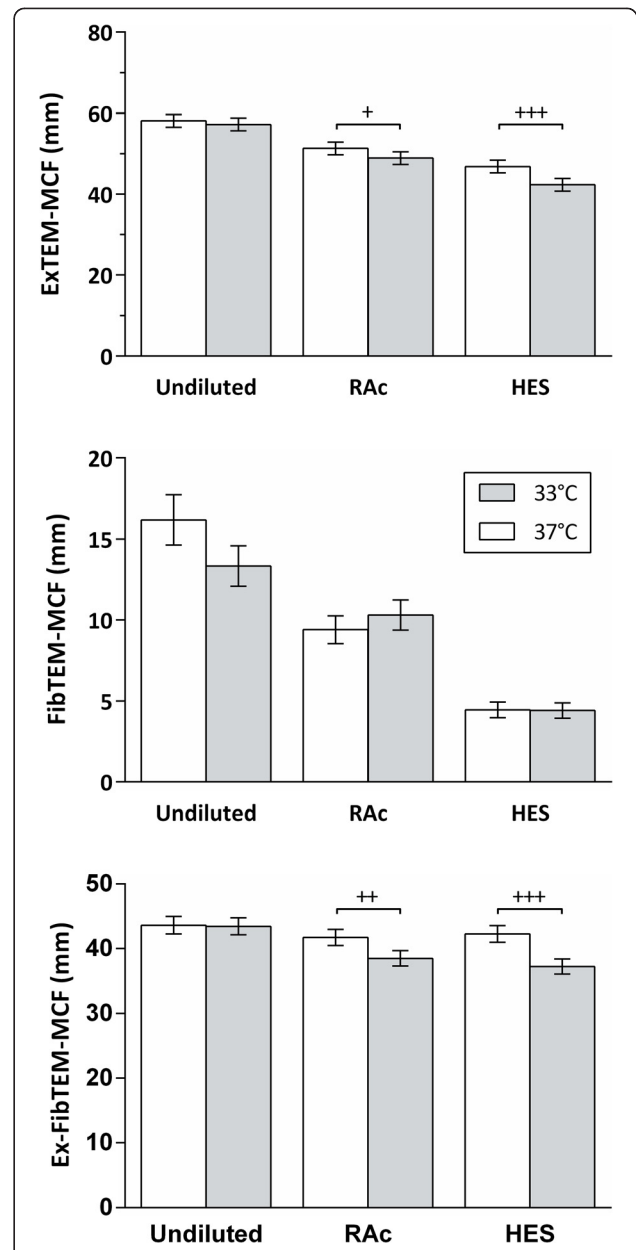 80
60
40
20
0
ExTEM-MCF (mm)
+
+++
Undiluted RAc HES
20
15
10
5
0
FibTEM-MCF (mm)
33°C
37°C
Undiluted RAc HES
50
40
30
20
10
0
Ex-FibTEM-MCF (mm)
++
+++
Undiluted RAc HES